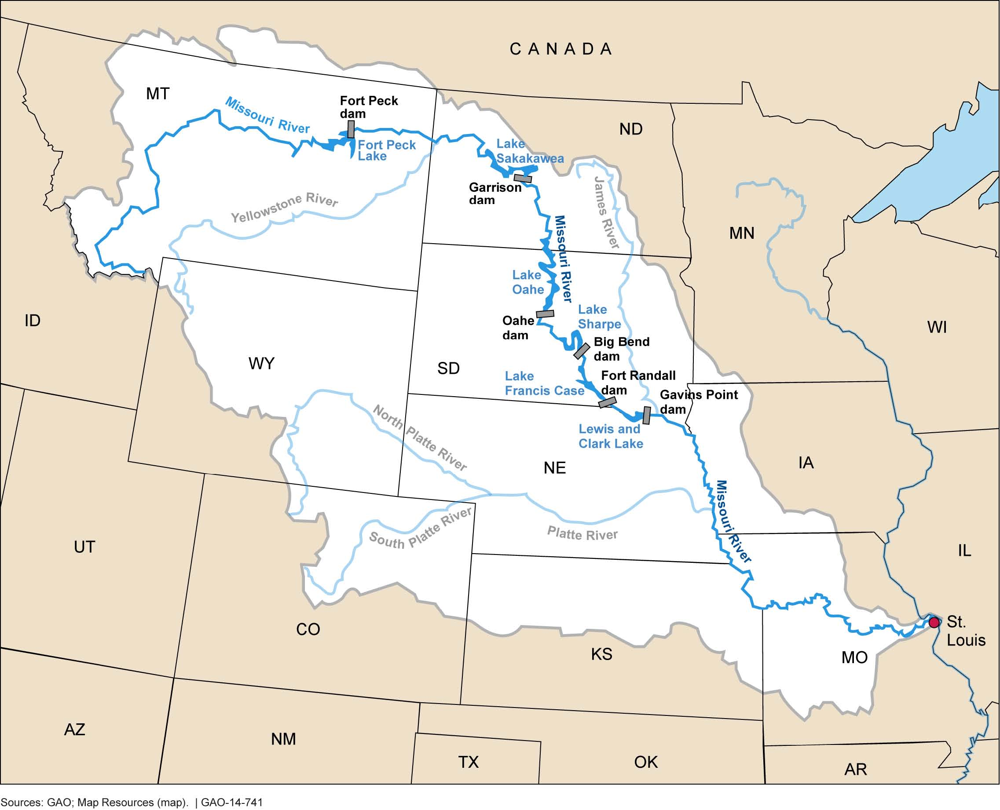 CANADA
MT
Missouri River
Fort Peck
dam
Fort Peck
Lake
ND
Lake
Sakakawea
Garrison
dam
James River
Yellowstone River
Missouri River
MN
Lake
Oahe
ID
Oahe
dam
Lake
Sharpe
WI
Big Bend
dam
WY
SD
Lake
Francis Case
Fort Randall
dam
Gavins Point
dam
Lewis and
Clark Lake
North Platte River
NE
IA
Missouri River
South Platte River
Platte River
UT
IL
CO
KS
MO
St.
Louis
AZ
NM
TX
OK
AR
Sources: GAO; Map Resources (map).  | GAO-14-741